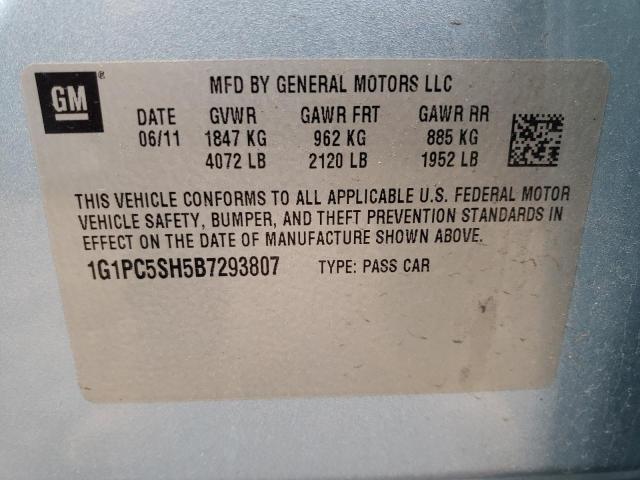 GM
MFD BY GENERAL MOTORS LLC
DATE GVWR GAWR FRT GAWR RR
06/11 1847 KG 962 KG 885 KG
4072 LB 2120 LB 1952 LB
THIS VEHICLE CONFORMS TO ALL APPLICABLE U.S. FEDERAL MOTOR
VEHICLE SAFETY, BUMPER, AND THEFT PREVENTION STANDARDS IN
EFFECT ON THE DATE OF MANUFACTURE SHOWN ABOVE.
1G1PC5SH5B7293807 TYPE: PASS CAR